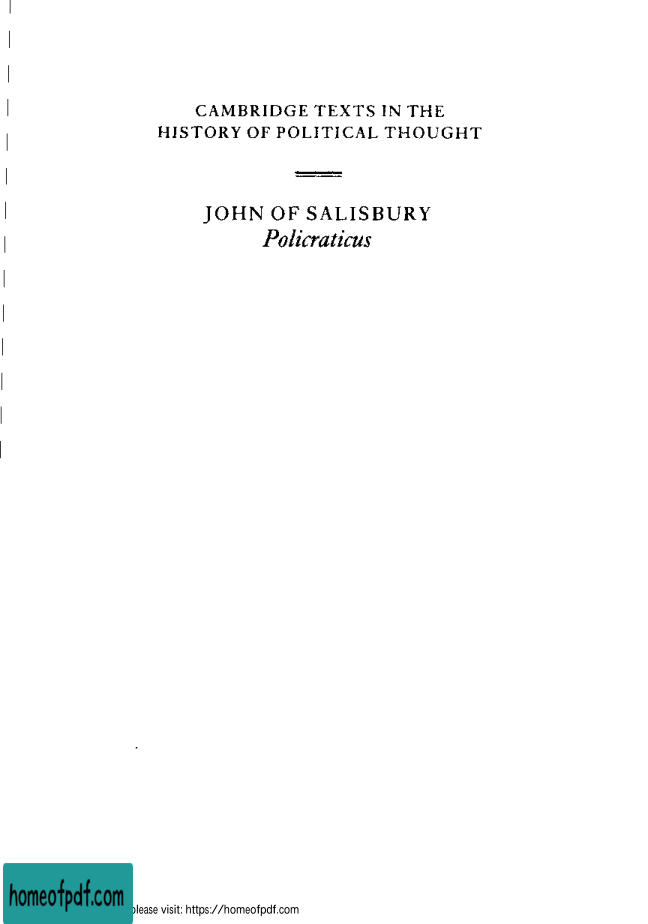 CAMBRIDGE TEXTS IN THE
HISTORY OF POLITICAL THOUGHT
JOHN OF SALISBURY
Policraticus
homeofpdf.com
please visit: https://homeofpdf.com